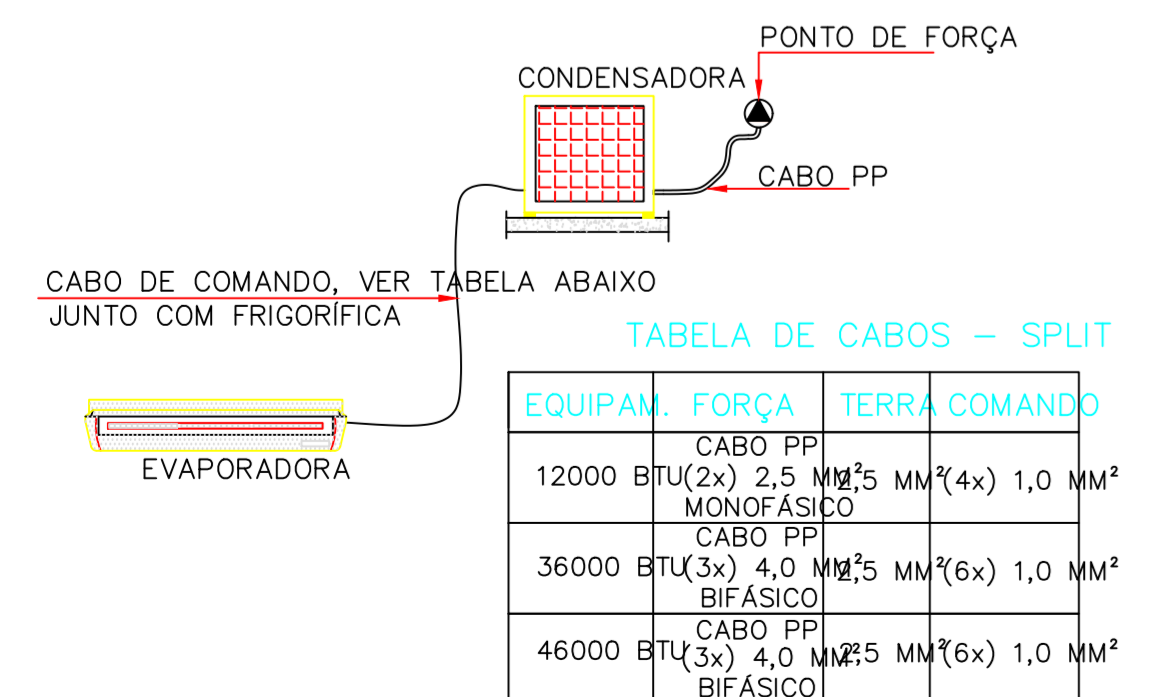 PONTO DE FORÇA
CONDENSADORA
CABO PP
CABO DE COMANDO, VER TABELA ABAIXO
JUNTO COM FRIGORÍFICA
EVAPORADORA
TABELA DE CABOS – SPLIT
EQUIPAM. FORÇA TERRA COMANDO
CABO PP
12000 BTU (2x) 2,5 MM² 2,5 MM² (4x) 1,0 MM²
MONOFÁSICO
CABO PP
36000 BTU (3x) 4,0 MM² 2,5 MM² (6x) 1,0 MM²
BIFÁSICO
CABO PP
46000 BTU (3x) 4,0 MM² 2,5 MM² (6x) 1,0 MM²
BIFÁSICO